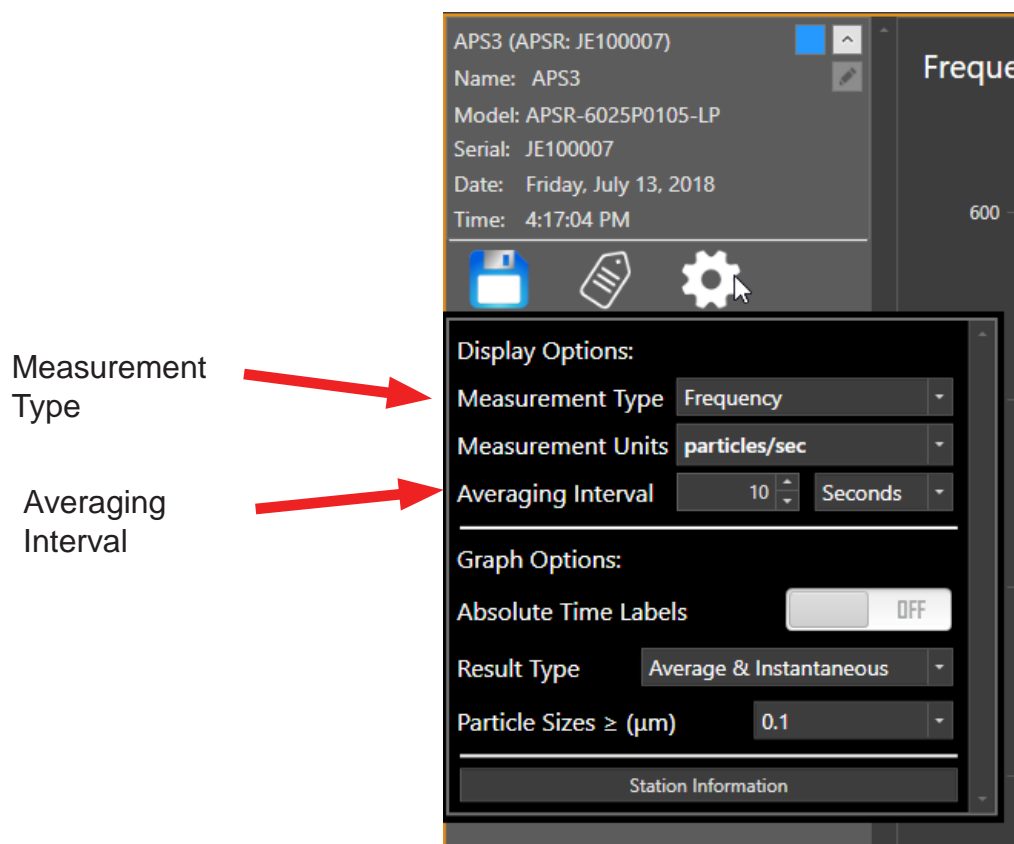 APS3 (APSR: JE100007)
Name: APS3
Model: APSR-6025P0105-LP
Serial: JE100007
Date: Friday, July 13, 2018
Time: 4:17:04 PM
Freque
600
Measurement
Type
Averaging
Interval
Display Options:
Measurement Type Frequency
Measurement Units particles/sec
Averaging Interval 10 Seconds
Graph Options:
Absolute Time Labels OFF
Result Type Average & Instantaneous
Particle Sizes ≥ (µm) 0.1
Station Information